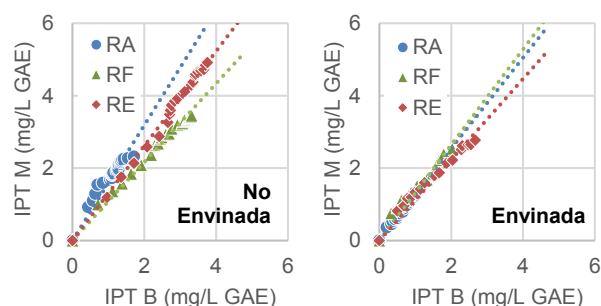 6
4
2
0
0 2 4 6
IPT M (mg/L GAE)
IPT B (mg/L GAE)
RA
RF
RE
No
Envinada
6
4
2
0
0 2 4 6
IPT M (mg/L GAE)
IPT B (mg/L GAE)
RA
RF
RE
Envinada